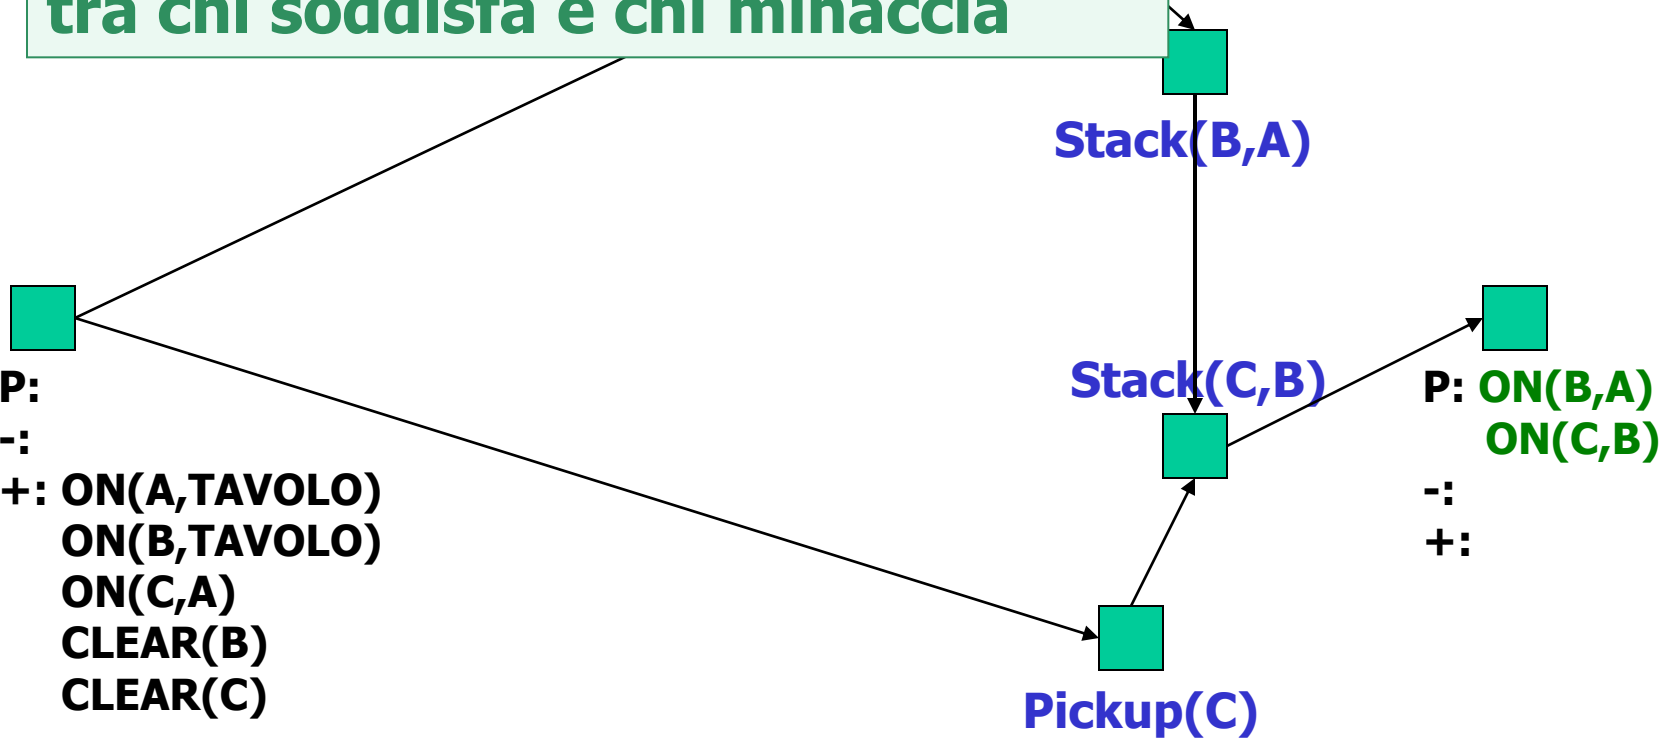 tra chi soddisfa e chi minaccia
Stack(B,A)
Stack(C,B)
P:
-:
+: ON(A,TAVOLO)
ON(B,TAVOLO)
ON(C,A)
CLEAR(B)
CLEAR(C)
P: ON(B,A)
ON(C,B)
-:
+:
Pickup(C)